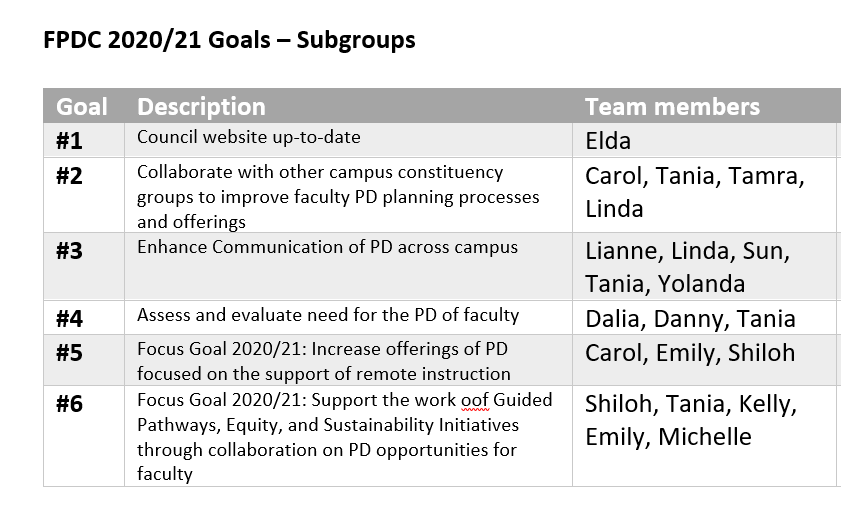 FPDC 2020/21 Goals – Subgroups
Goal Description Team members
#1 Council website up-to-date Elda
#2 Collaborate with other campus constituency
groups to improve faculty PD planning processes
and offerings
Carol, Tania, Tamra,
Linda
#3 Enhance Communication of PD across campus
Lianne, Linda, Sun,
Tania, Yolanda
#4 Assess and evaluate need for the PD of faculty Dalia, Danny, Tania
#5 Focus Goal 2020/21: Increase offerings of PD
focused on the support of remote instruction
Carol, Emily, Shiloh
#6 Focus Goal 2020/21: Support the work oof Guided
Pathways, Equity, and Sustainability Initiatives
through collaboration on PD opportunities for
faculty
Shiloh, Tania, Kelly,
Emily, Michelle